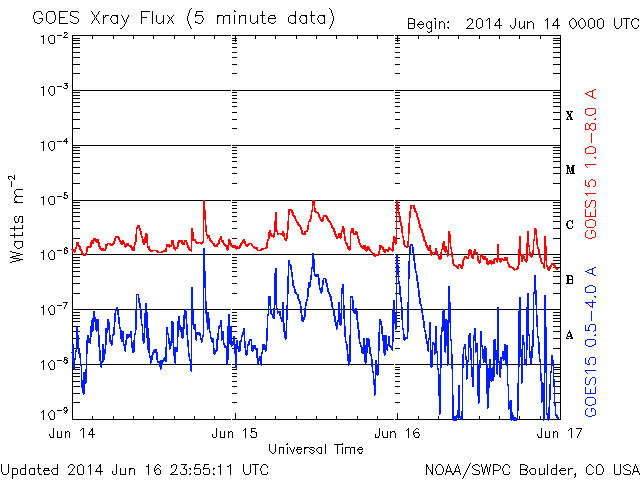 GOES Xray Flux (5 minute data)
Begin: 2014 Jun 14 0000 UTC
10-2
10-3
10-4
10-5
10-6
10-7
10-8
10-9
Watts m-2
X
M
C
B
A
GOES15 1.0-8.0 A
GOES15 0.5-4.0 A
Jun 14
Jun 15
Jun 16
Jun 17
Universal Time
Updated 2014 Jun 16 23:55:11 UTC
NOAA/SWPC Boulder, CO USA